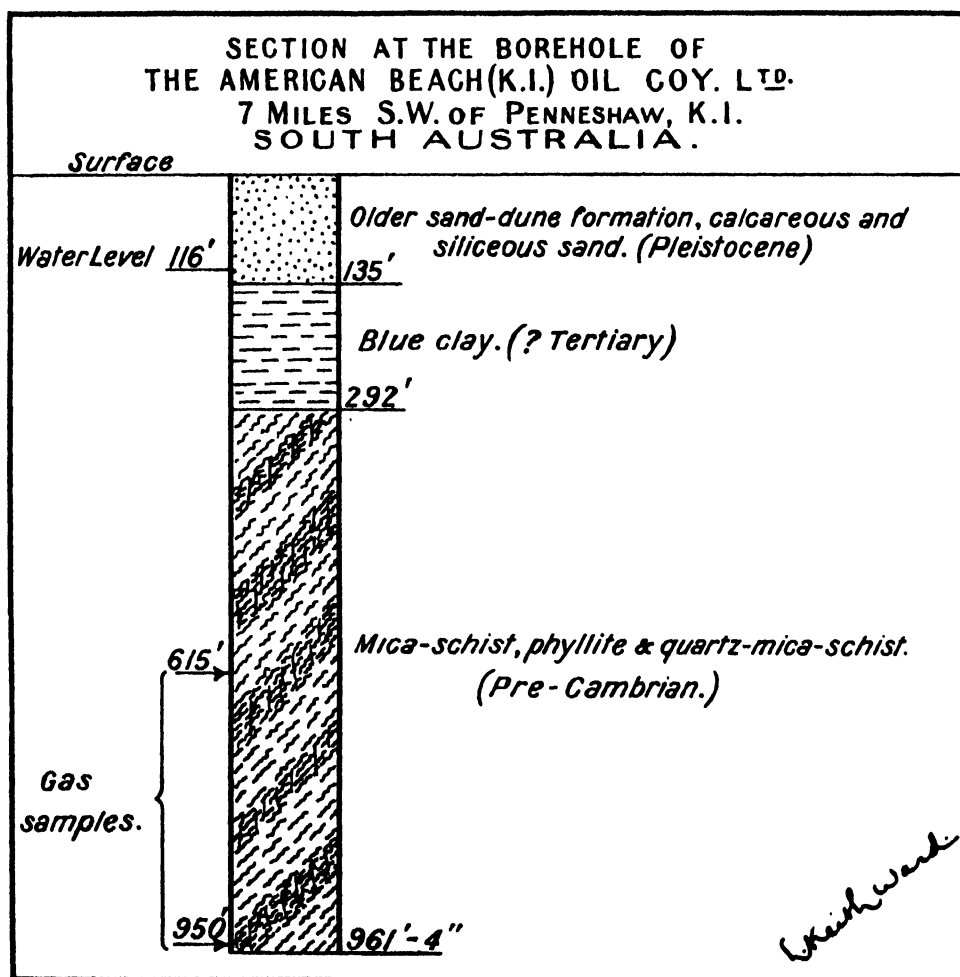 SECTION AT THE BOREHOLE OF
THE AMERICAN BEACH (K.I.) OIL COY. LTD.
7 MILES S.W. OF PENNESHAW, K.I.
SOUTH AUSTRALIA.
Surface
Older sand-dune formation, calcareous and
siliceous sand. (Pleistocene)
Water Level 116'
135'
Blue clay. (? Tertiary)
292'
615'
Mica-schist, phyllite & quartz-mica-schist.
(Pre-Cambrian.)
Gas
samples.
950'
961'-4"
L. Keith Ward.